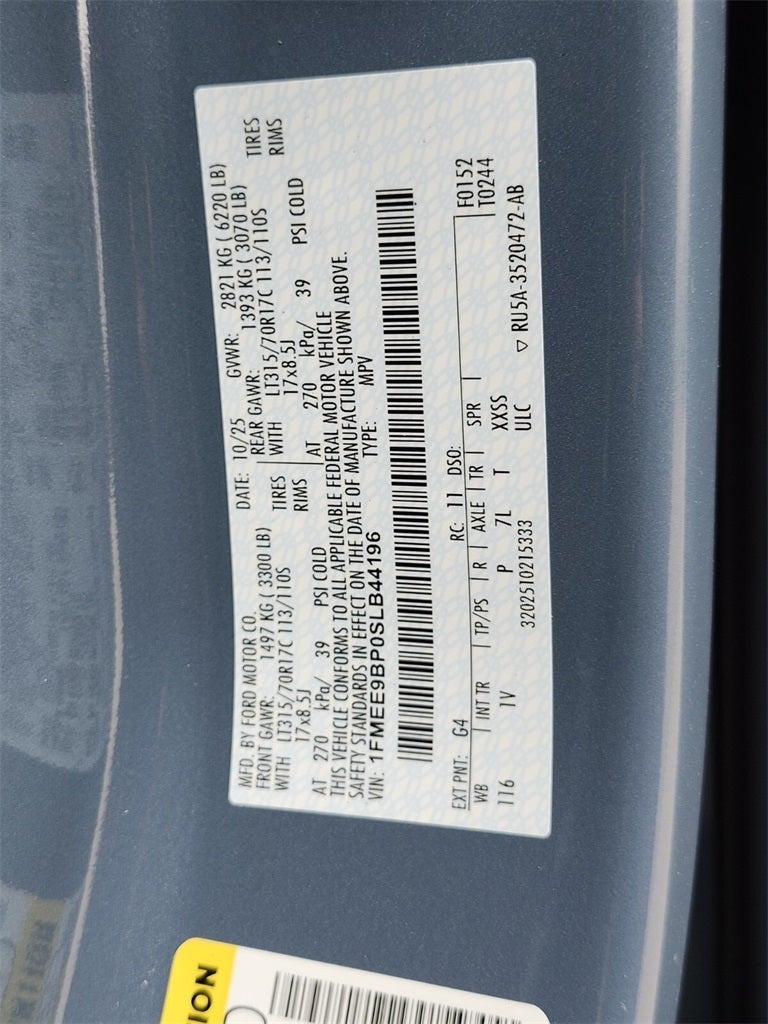 MFD. BY FORD MOTOR CO.
DATE: 10/25 GVWR: 2821 KG ( 6220 LB)
FRONT GAWR: 1497 KG ( 3300 LB) REAR GAWR: 1393 KG ( 3070 LB)
WITH LT315/70R17C 113/110S TIRES WITH LT315/70R17C 113/110S TIRES
17x8.5J RIMS 17x8.5J RIMS
AT 270 kPa/ 39 PSI COLD AT 270 kPa/ 39 PSI COLD
THIS VEHICLE CONFORMS TO ALL APPLICABLE FEDERAL MOTOR VEHICLE
SAFETY STANDARDS IN EFFECT ON THE DATE OF MANUFACTURE SHOWN ABOVE.
VIN: 1FMEE9BP0SLB44196 TYPE: MPV
F0152
EXT PNT: G4 RC: 11 DSO: T0244
WB INT TR TP/PS R AXLE TR SPR
116 1V P 7L T XXSS
ULC ▽ RU5A-3520472-AB
3202510215333